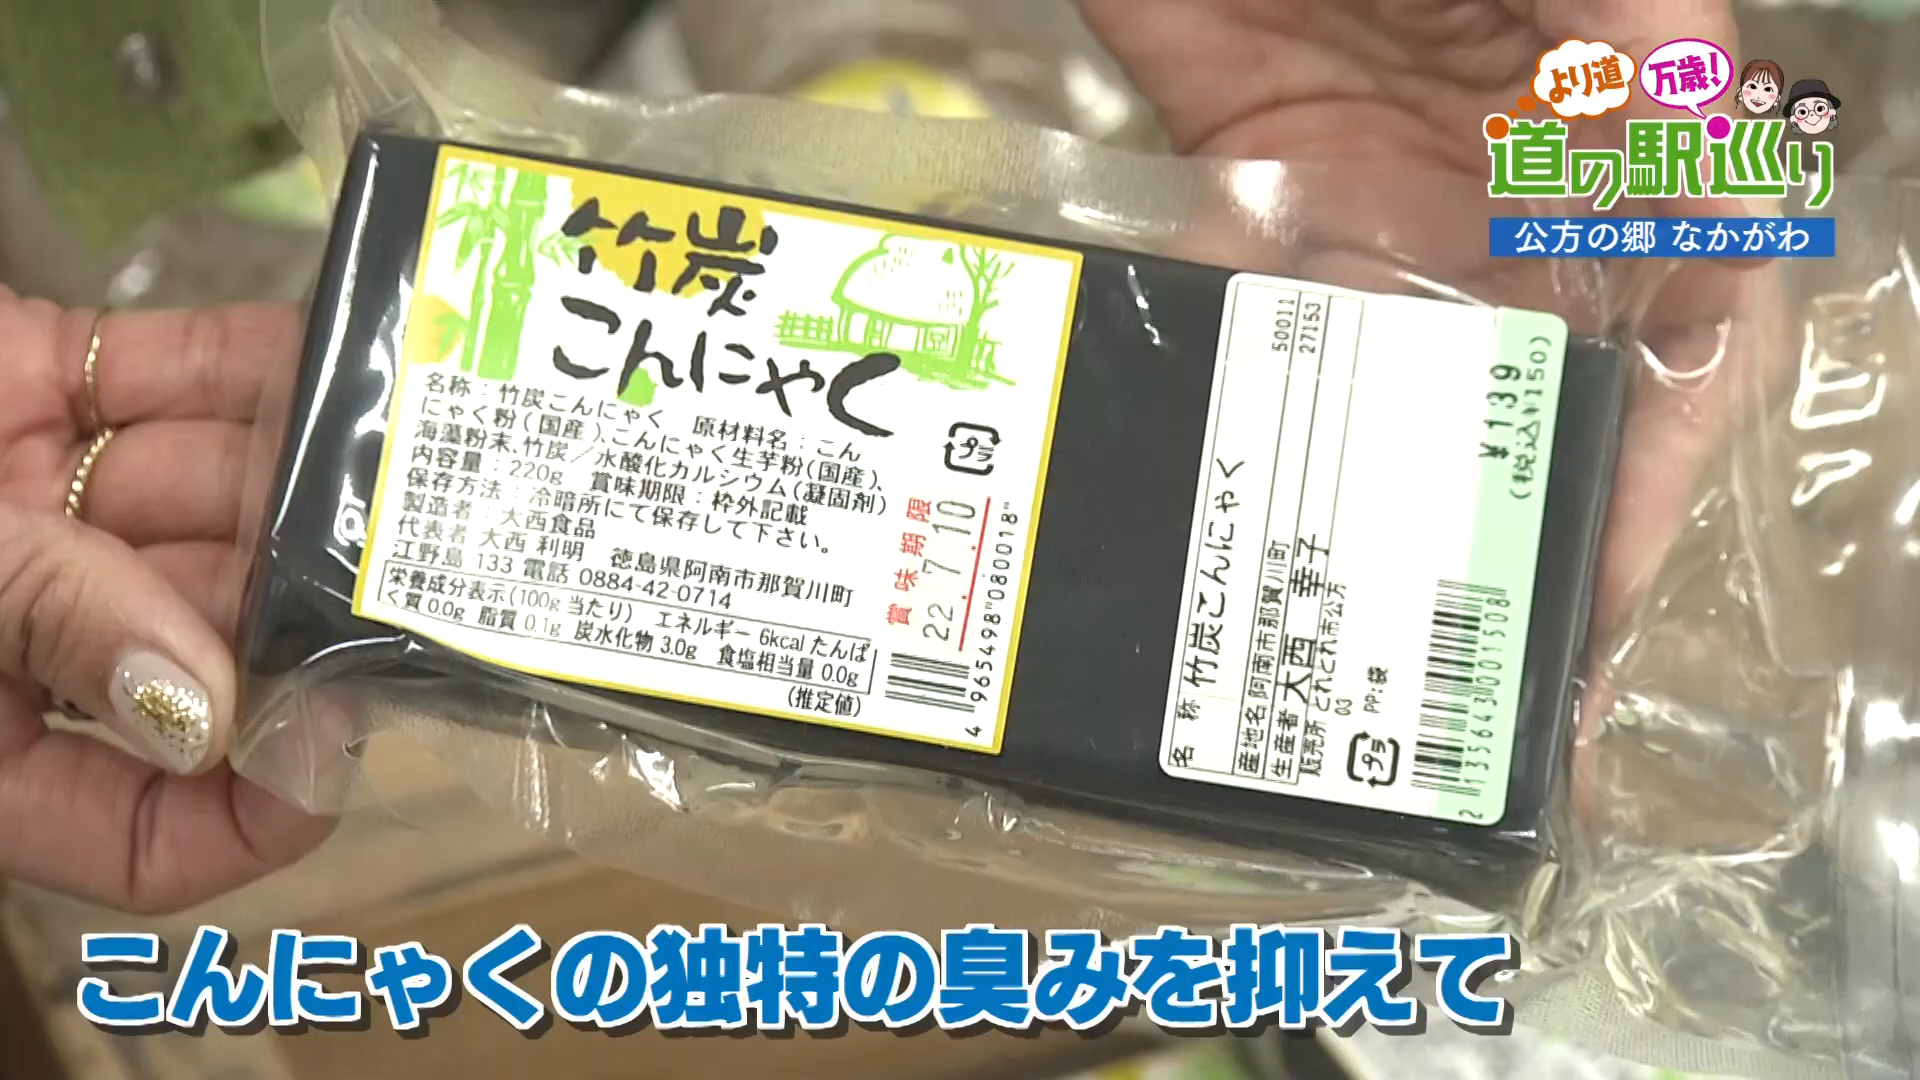 より道
万歳!
道の駅巡り
公方の郷 なかがわ
竹炭
こんにゃく
名称:竹炭こんにゃく 原材料名:こん
にゃく粉(国産)、こんにゃく生芋粉(国産)、
海藻粉末、竹炭/水酸化カルシウム(凝固剤)
内容量:220g 賞味期限:枠外記載
保存方法:冷暗所にて保存して下さい。
製造者:大西食品
代表者 大西 利明 徳島県阿南市那賀川町
江野島 133 電話 0884-42-0714
栄養成分表示(100g 当たり) エネルギー 6kcal たんぱ
く質 0.0g 脂質 0.1g 炭水化物 3.0g 食塩相当量 0.0g
(推定値)
プラ
賞味期限
22.7.10
4 965498 080018
50011
27153
名称 竹炭こんにゃく
産地名 阿南市那賀川町
生産者 大西 幸子
販売所 とれとれ市公方
03
プラ
PP:袋
¥139
(税込¥150)
2 135643 001508
こんにゃくの独特の臭みを抑えて